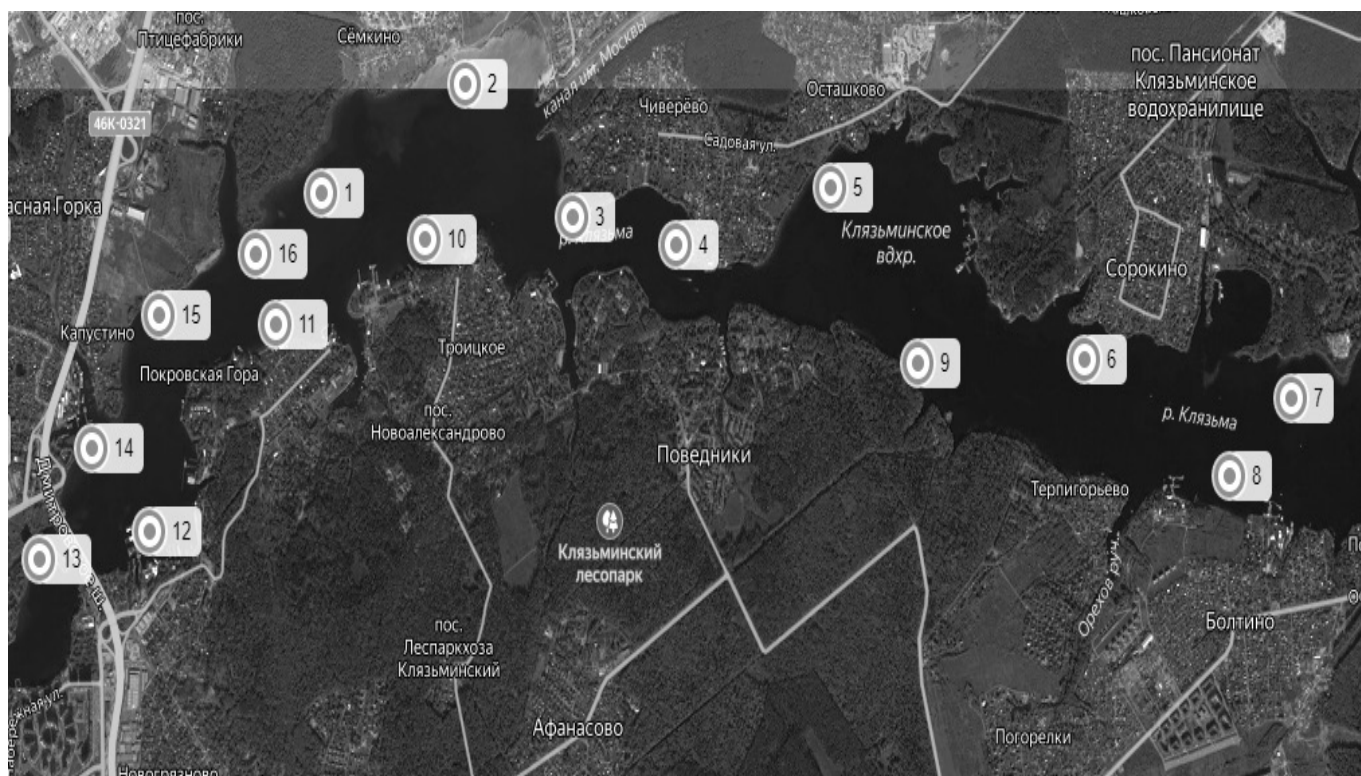 пос.
Птицефабрики
Сёмкино
2
канал им. Москвы
Осташково
пос. Пансионат
Клязьминское
водохранилище
Чиверёво
46К-0321
Садовая ул.
1
5
асная Горка
3
р. Клязьма
10
4
Клязьминское
вдхр.
16
Сорокино
15
11
Капустино
Троицкое
6
9
Покровская Гора
7
пос.
Новоалександрово
р. Клязьма
14
Поведники
8
Терпигорьево
12
Клязьминский
лесопарк
13
Орехов руч.
Болтино
пос.
Леспаркхоза
Клязьминский
Афанасово
Погорелки
Новогрязново